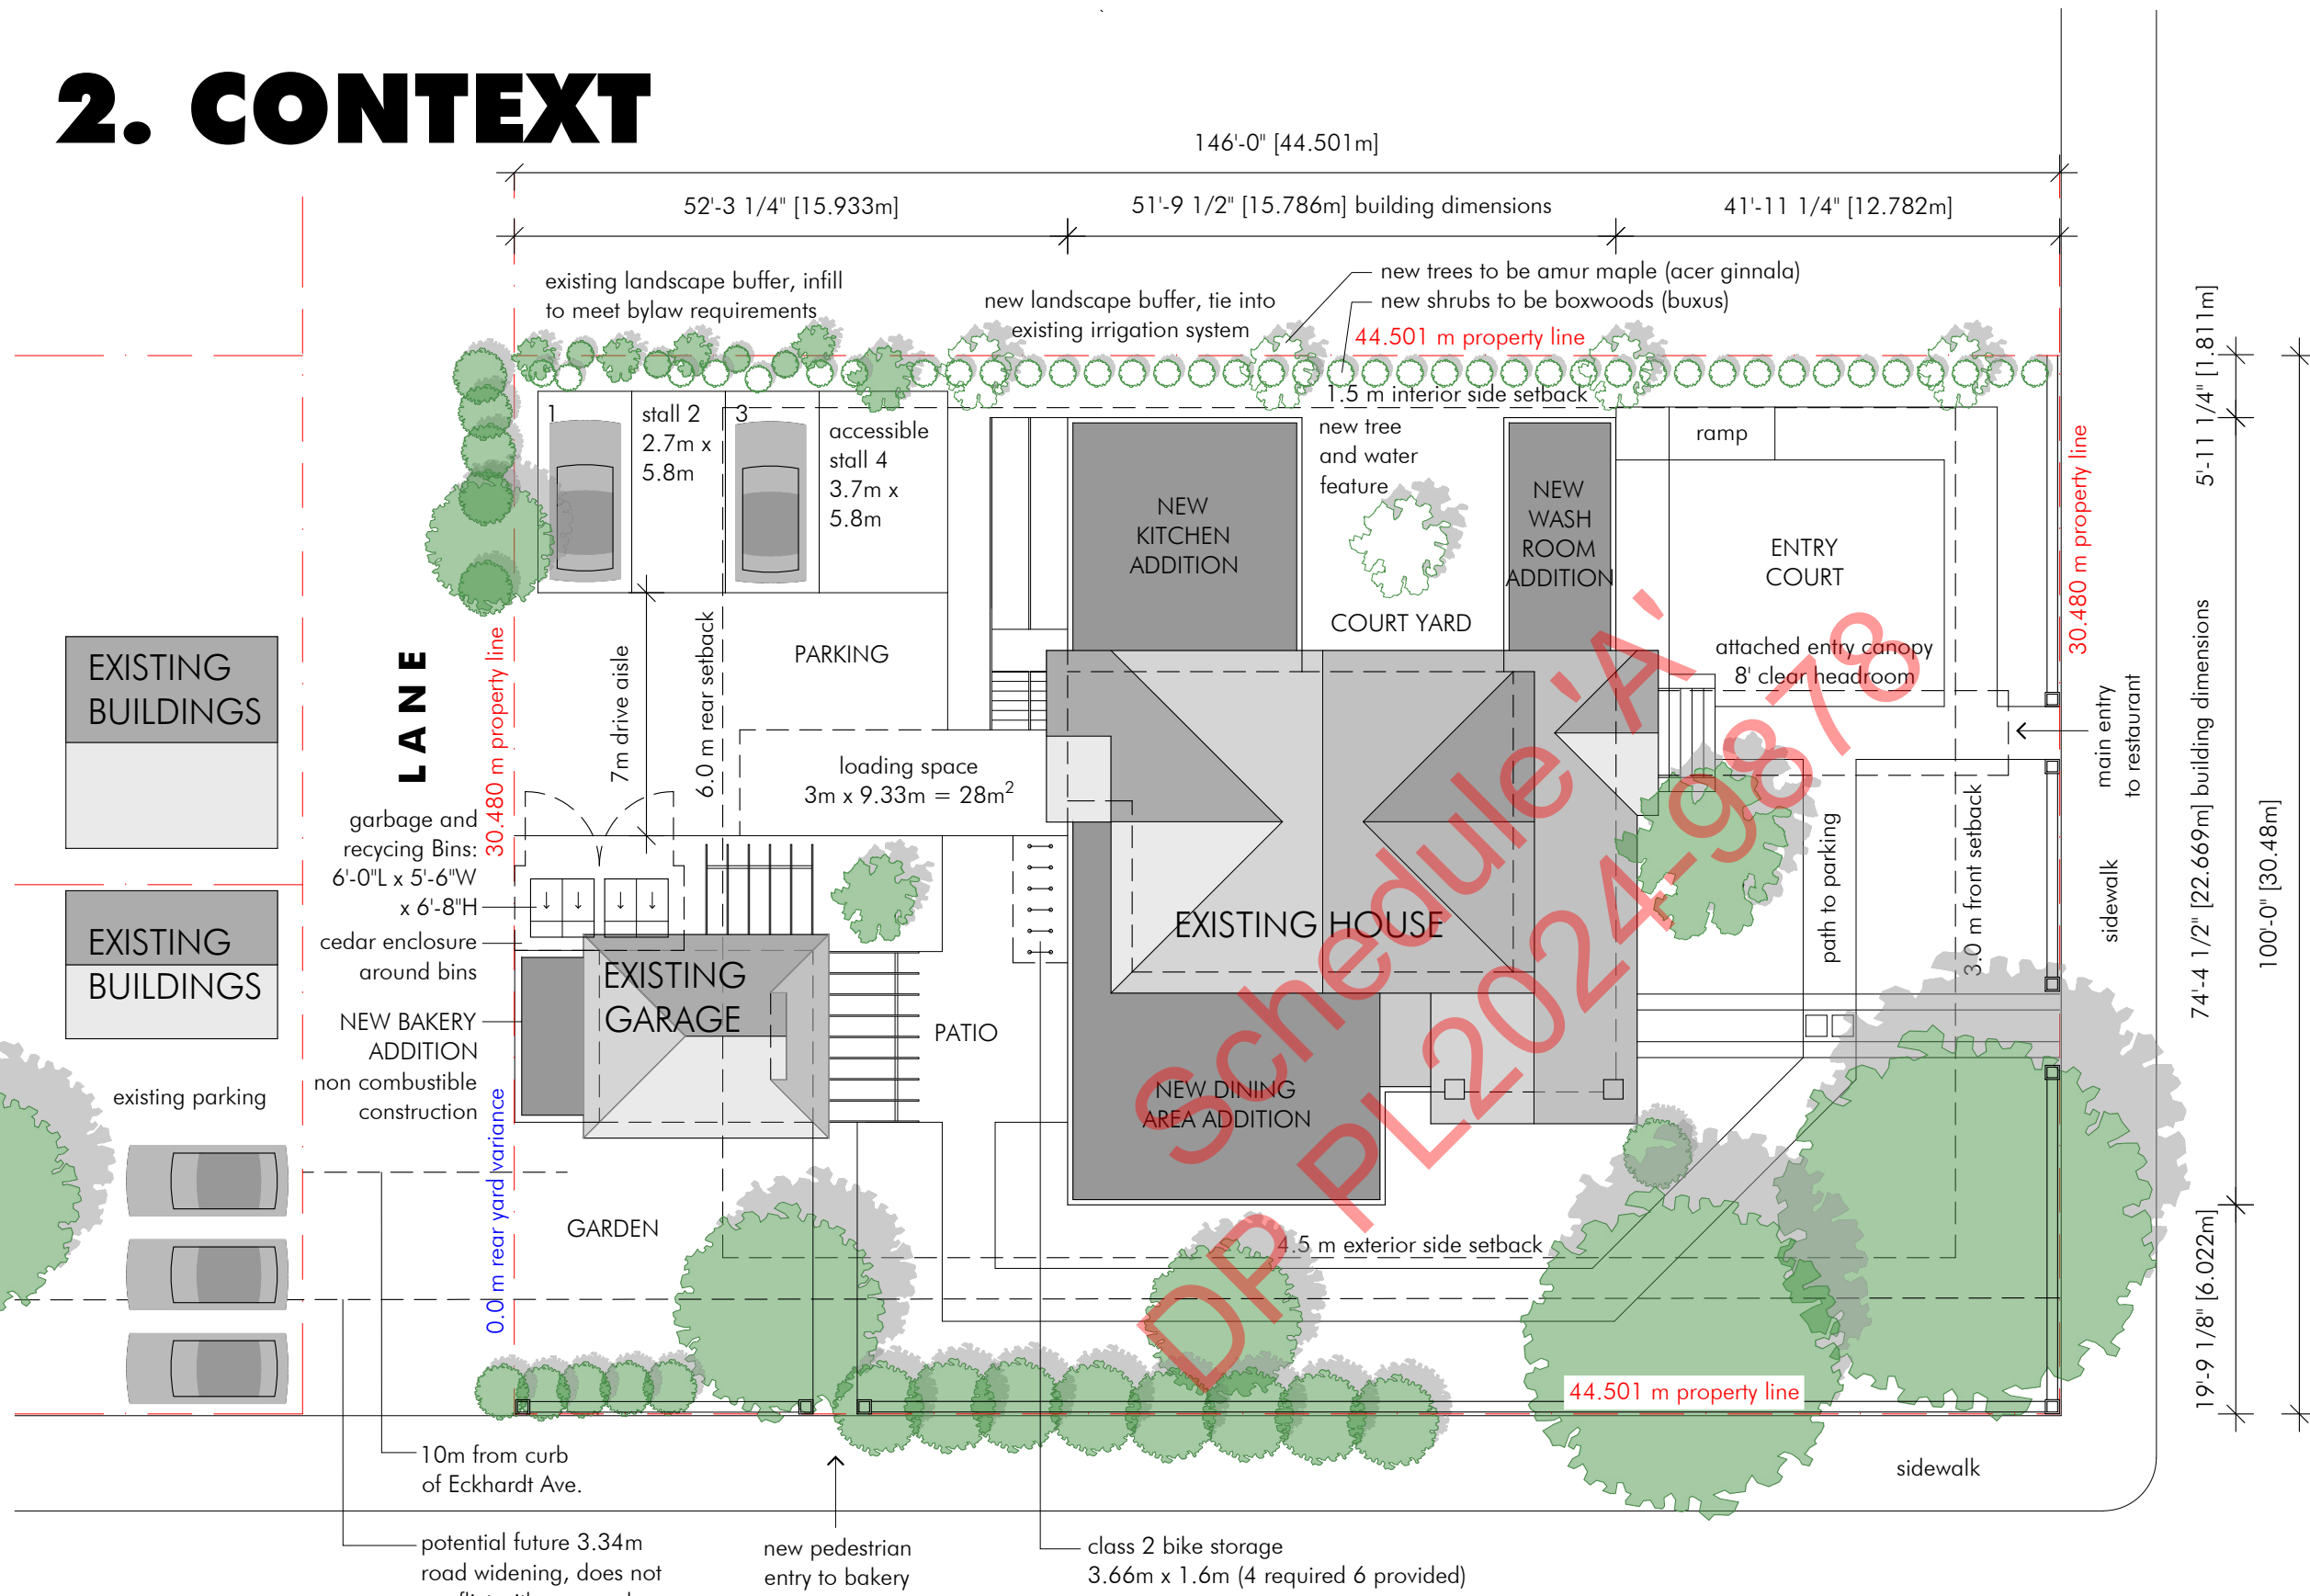 2. CONTEXT
146'-0" [44.501m]
52'-3 1/4" [15.933m]
51'-9 1/2" [15.786m] building dimensions
41'-11 1/4" [12.782m]
existing landscape buffer, infill
to meet bylaw requirements
new landscape buffer, tie into
existing irrigation system
new trees to be amur maple (acer ginnala)
new shrubs to be boxwoods (buxus)
44.501 m property line
1.5 m interior side setback
5'-11 1/4" [1.811m]
1
stall 2
2.7m x
5.8m
3
accessible
stall 4
3.7m x
5.8m
NEW
KITCHEN
ADDITION
new tree
and water
feature
COURT YARD
NEW
WASH
ROOM
ADDITION
ramp
ENTRY
COURT
attached entry canopy
8' clear headroom
30.480 m property line
main entry
to restaurant
74'-4 1/2" [22.669m] building dimensions
100'-0" [30.48m]
EXISTING
BUILDINGS
LANE
30.480 m property line
7m drive aisle
6.0 m rear setback
PARKING
loading space
3m x 9.33m = 28m2
garbage and
recycing Bins:
6'-0"L x 5'-6"W
x 6'-8"H
cedar enclosure
around bins
EXISTING
BUILDINGS
EXISTING
GARAGE
NEW BAKERY
ADDITION
non combustible
construction
PATIO
EXISTING HOUSE
NEW DINING
AREA ADDITION
path to parking
3.0 m front setback
sidewalk
existing parking
0.0 m rear yard variance
GARDEN
4.5 m exterior side setback
19'-9 1/8" [6.022m]
44.501 m property line
sidewalk
Schedule 'A'
DP PL2024-9878
10m from curb
of Eckhardt Ave.
potential future 3.34m
road widening, does not
new pedestrian
entry to bakery
class 2 bike storage
3.66m x 1.6m (4 required 6 provided)